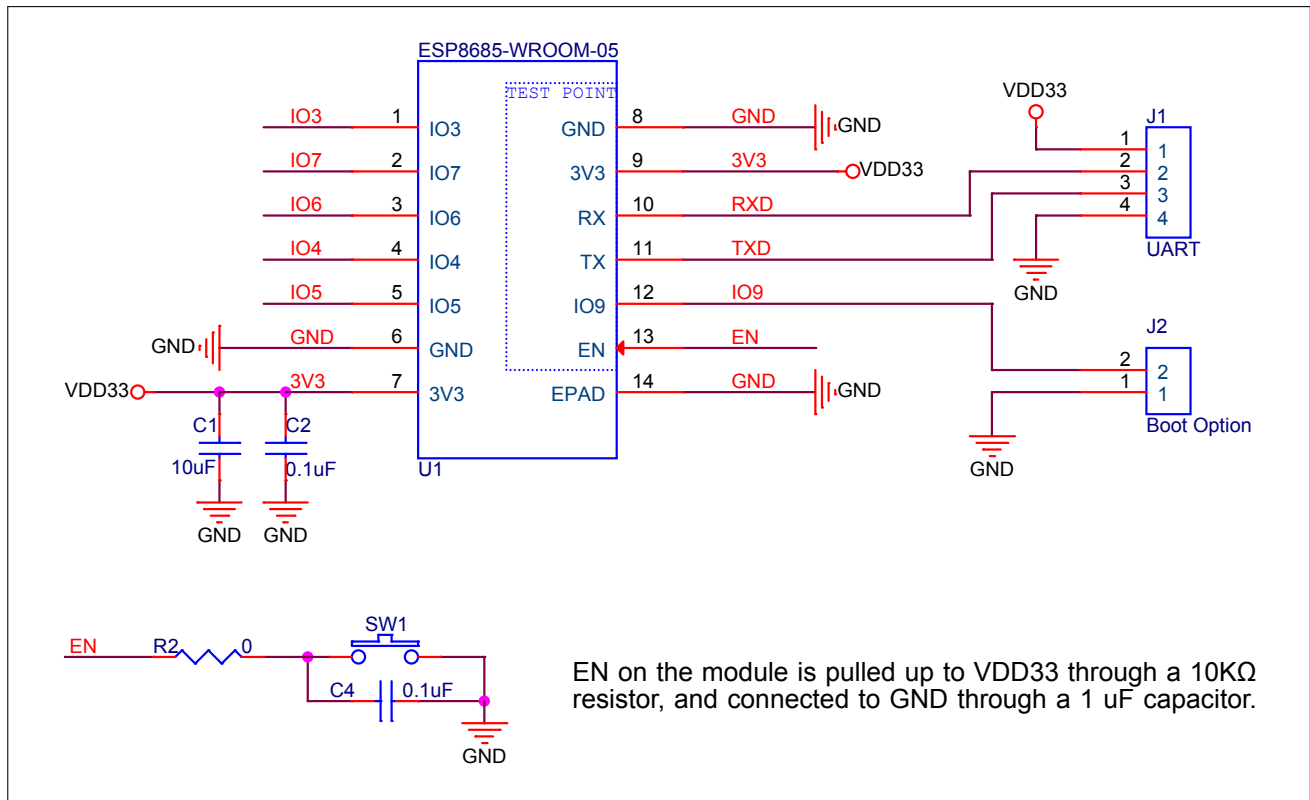 ESP8685-WROOM-05
TEST POINT
IO3 1 IO3
IO7 2 IO7
IO6 3 IO6
IO4 4 IO4
IO5 5 IO5
GND GND 6 GND
VDD33 3V3 7 3V3
GND 8 GND GND
3V3 9 3V3 VDD33
RX 10 RXD
TX 11 TXD
IO9 12 IO9
EN 13 EN
EPAD 14 GND GND
U1
C1 10uF GND
C2 0.1uF GND
VDD33
J1
1 1
2 2
3 3
4 4
UART
GND
J2
2 2
1 1
Boot Option
GND
EN R2 0 SW1
C4 0.1uF
GND
EN on the module is pulled up to VDD33 through a 10KΩ
resistor, and connected to GND through a 1 uF capacitor.